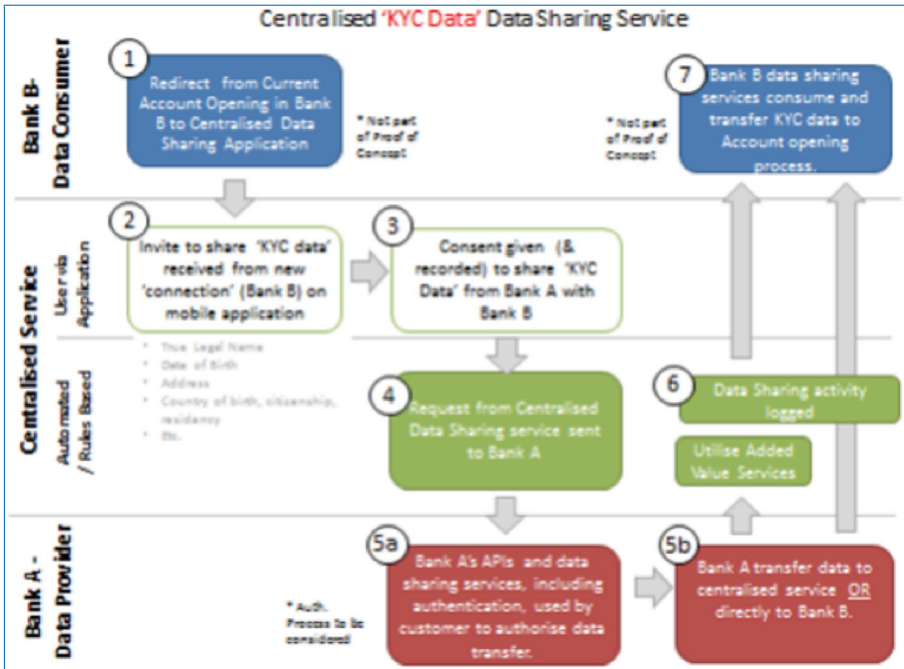 Centralised 'KYC Data' Data Sharing Service
Bank B-
Data Consumer
1
Redirect from Current
Account Opening in Bank
B to Centralised Data
Sharing Application
* Not part
of Proof of
Concept
* Not part
of Proof of
Concept
7
Bank B data sharing
services consume and
transfer KYC data to
Account opening
process.
Centralised Service
User via
Application
2
Invite to share 'KYC data'
received from new
'connection' (Bank B) on
mobile application
3
Consent given (&
recorded) to share 'KYC
Data' from Bank A with
Bank B
Automated
/ Rules Based
• True Legal Name
• Date of Birth
• Address
• Country of birth, citizenship,
residency
• Etc.
4
Request from Centralised
Data Sharing service sent
to Bank A
6
Data Sharing activity
logged
Utilise Added
Value Services
Bank A -
Data Provider
* Auth.
Process to be
considered
5a
Bank A's APIs and data
sharing services, including
authentication, used by
customer to authorise data
transfer.
5b
Bank A transfer data to
centralised service OR
directly to Bank B.